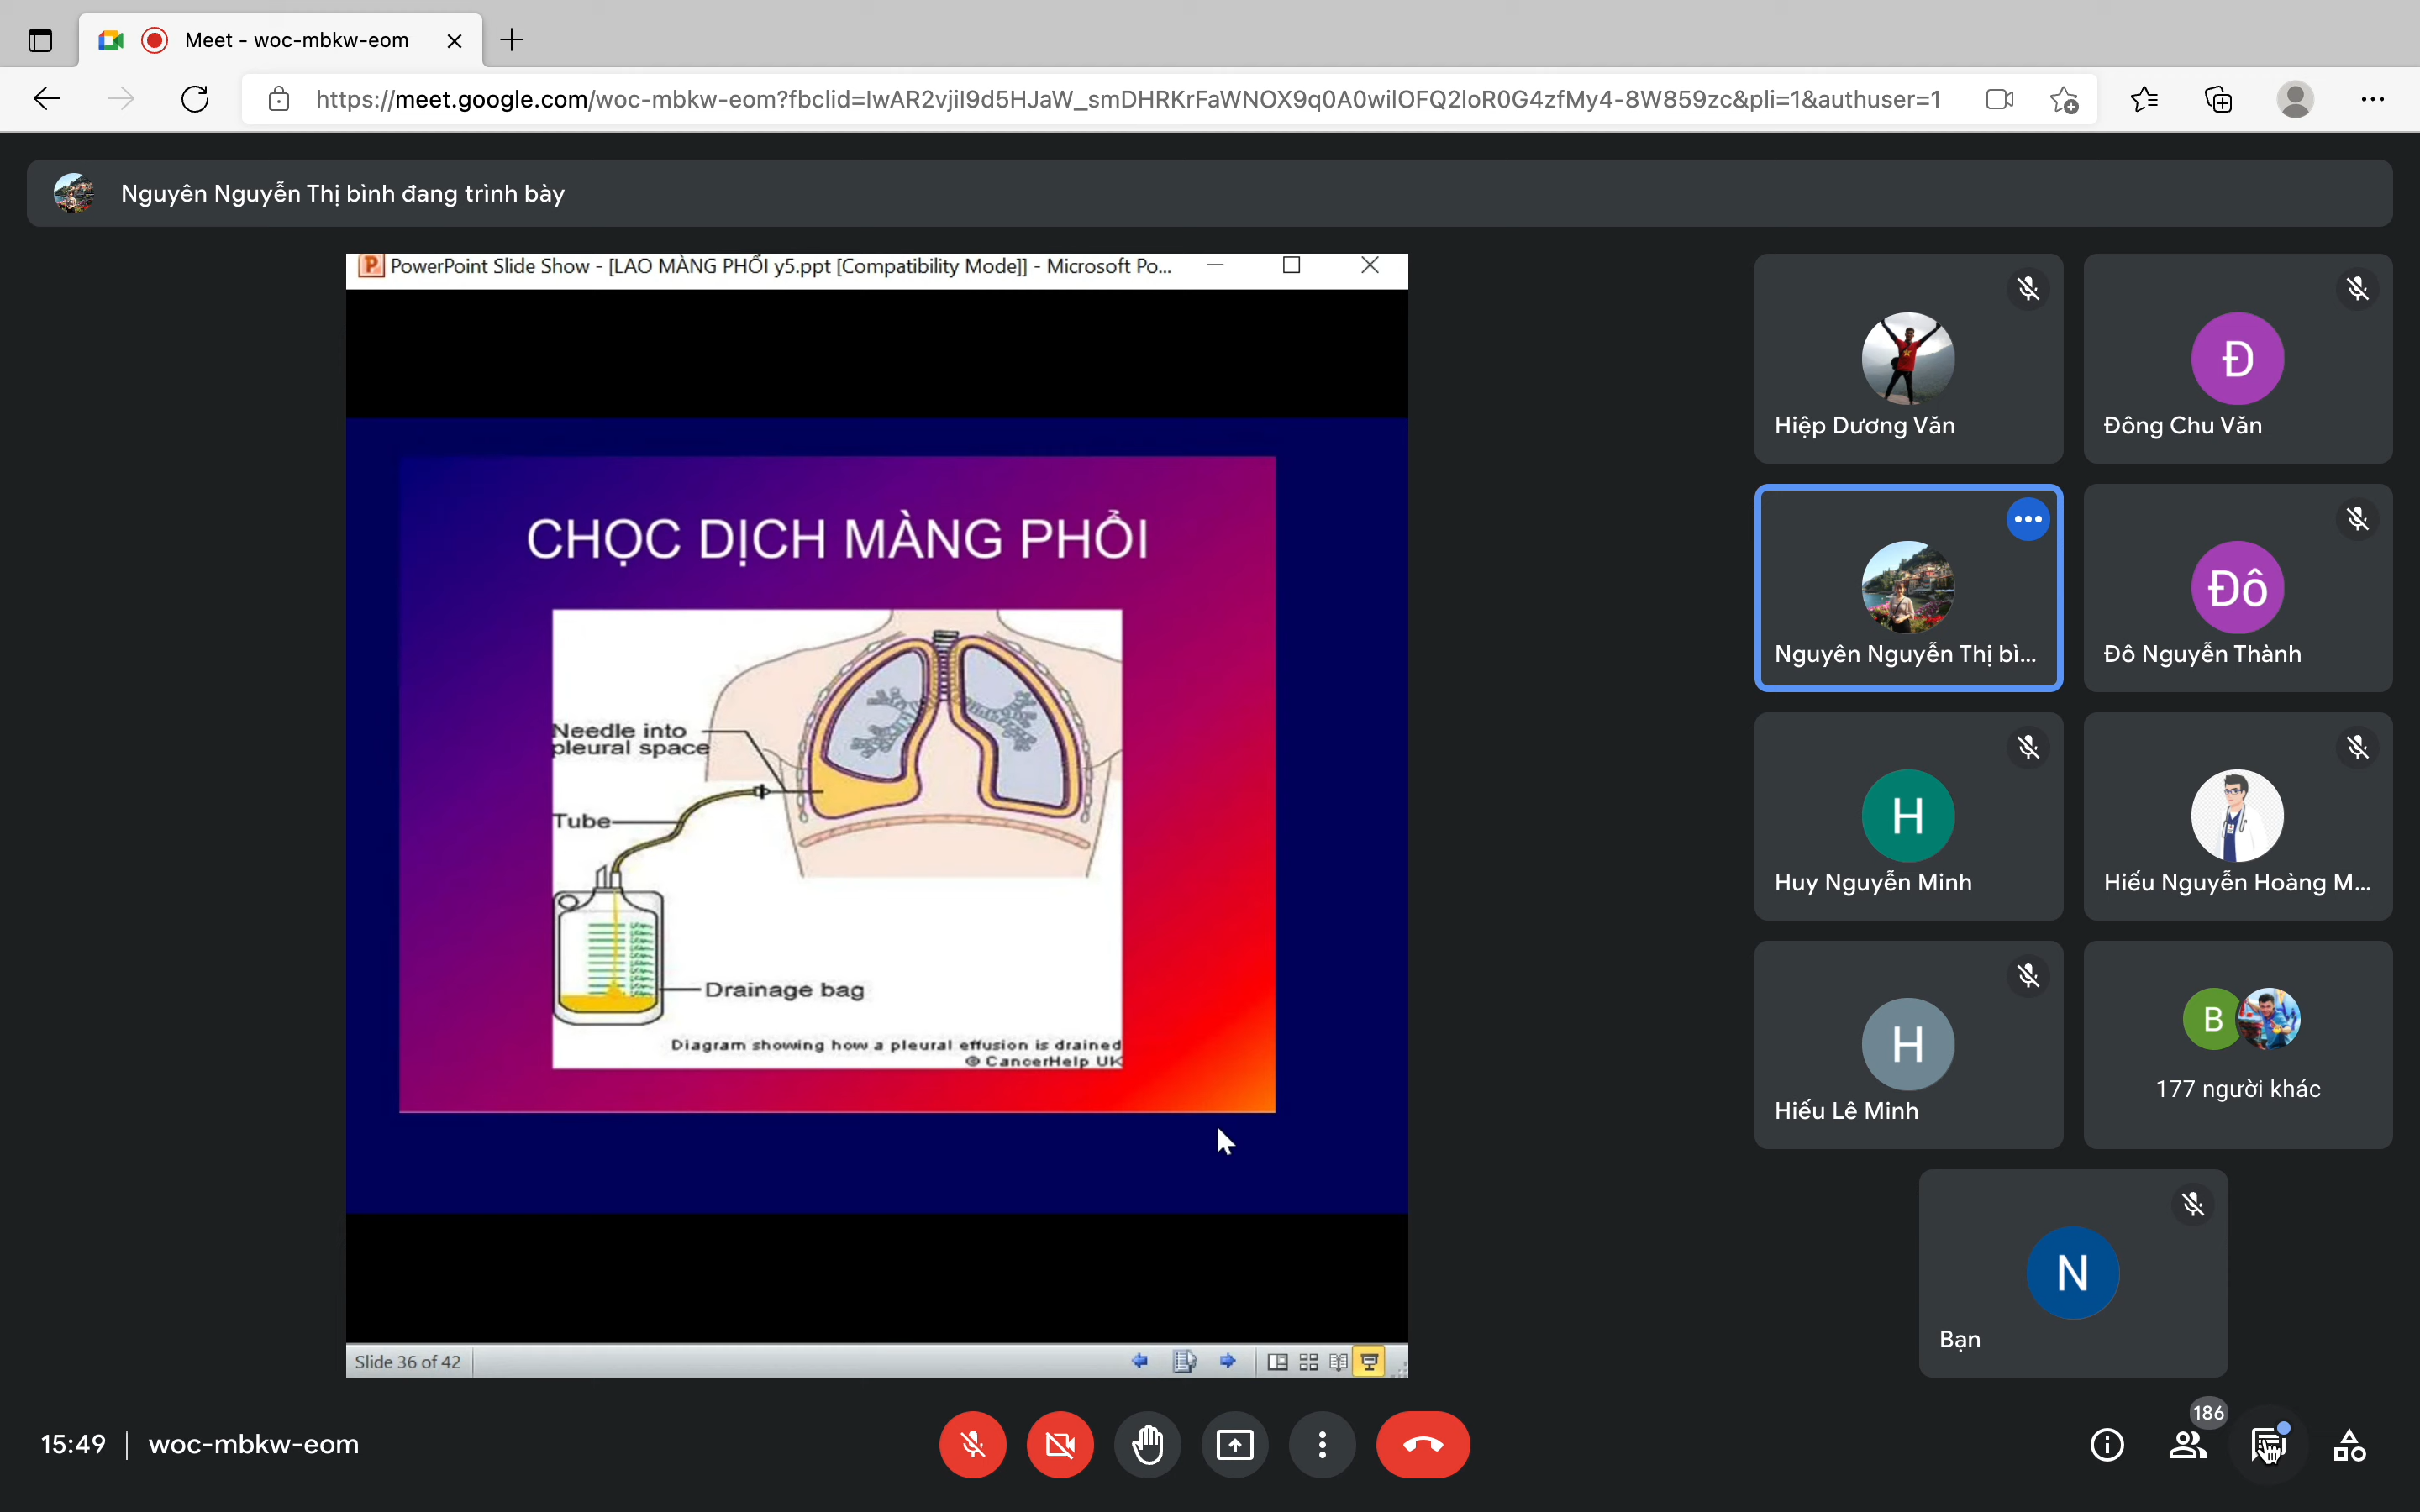 Meet - woc-mbkw-eom
https://meet.google.com/woc-mbkw-eom?fbclid=IwAR2vjiI9d5HJaW_smDHRKrFaWNOX9q0A0wilOFQ2loR0G4zfMy4-8W859zc&pli=1&authuser=1
Nguyên Nguyễn Thị bình đang trình bày
PowerPoint Slide Show - [LAO MÀNG PHỔI y5.ppt [Compatibility Mode]] - Microsoft Po...
CHỌC DỊCH MÀNG PHỔI
Needle into
pleural space
Tube
Drainage bag
Diagram showing how a pleural effusion is drained
© CancerHelp UK
Slide 36 of 42
Hiệp Dương Văn
Đ
Đông Chu Văn
Nguyên Nguyễn Thị bì...
Đô
Đô Nguyễn Thành
H
Huy Nguyễn Minh
Hiếu Nguyễn Hoàng M...
H
Hiếu Lê Minh
B
177 người khác
N
Bạn
15:49 | woc-mbkw-eom
186